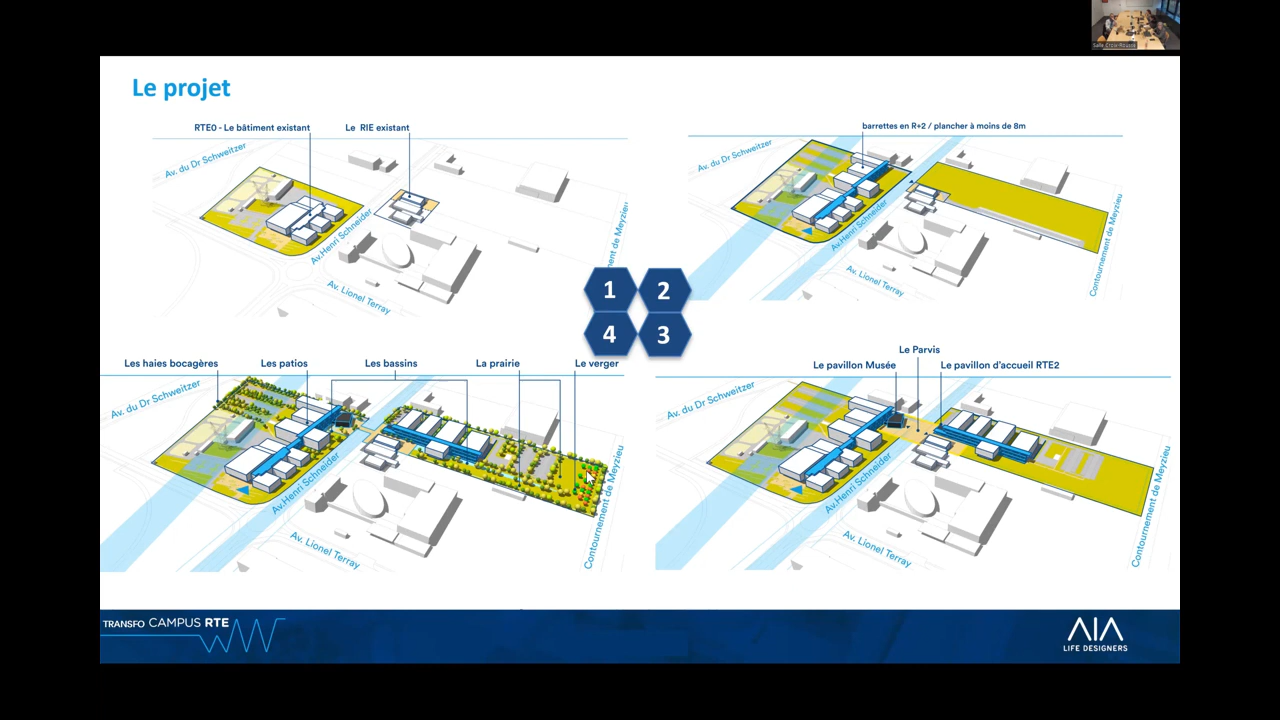 Salle Croix-Rousse
Le projet
RTE0 - Le bâtiment existant
Le RIE existant
Av. du Dr Schweitzer
Av.Henri Schneider
Av. Lionel Terray
nement de Meyzieu
barrettes en R+2 / plancher à moins de 8m
Av. du Dr Schweitzer
Av.Henri Schneider
Av. Lionel Terray
Contournement de Meyzieu
1
2
4
3
Les haies bocagères
Les patios
Les bassins
La prairie
Le verger
Av. du Dr Schweitzer
Av.Henri Schneider
Av. Lionel Terray
Contournement de Meyzieu
Le Parvis
Le pavillon Musée
Le pavillon d'accueil RTE2
Av. du Dr Schweitzer
Av.Henri Schneider
Av. Lionel Terray
Contournement de Meyzieu
TRANSFO CAMPUS RTE
AIA
LIFE DESIGNERS